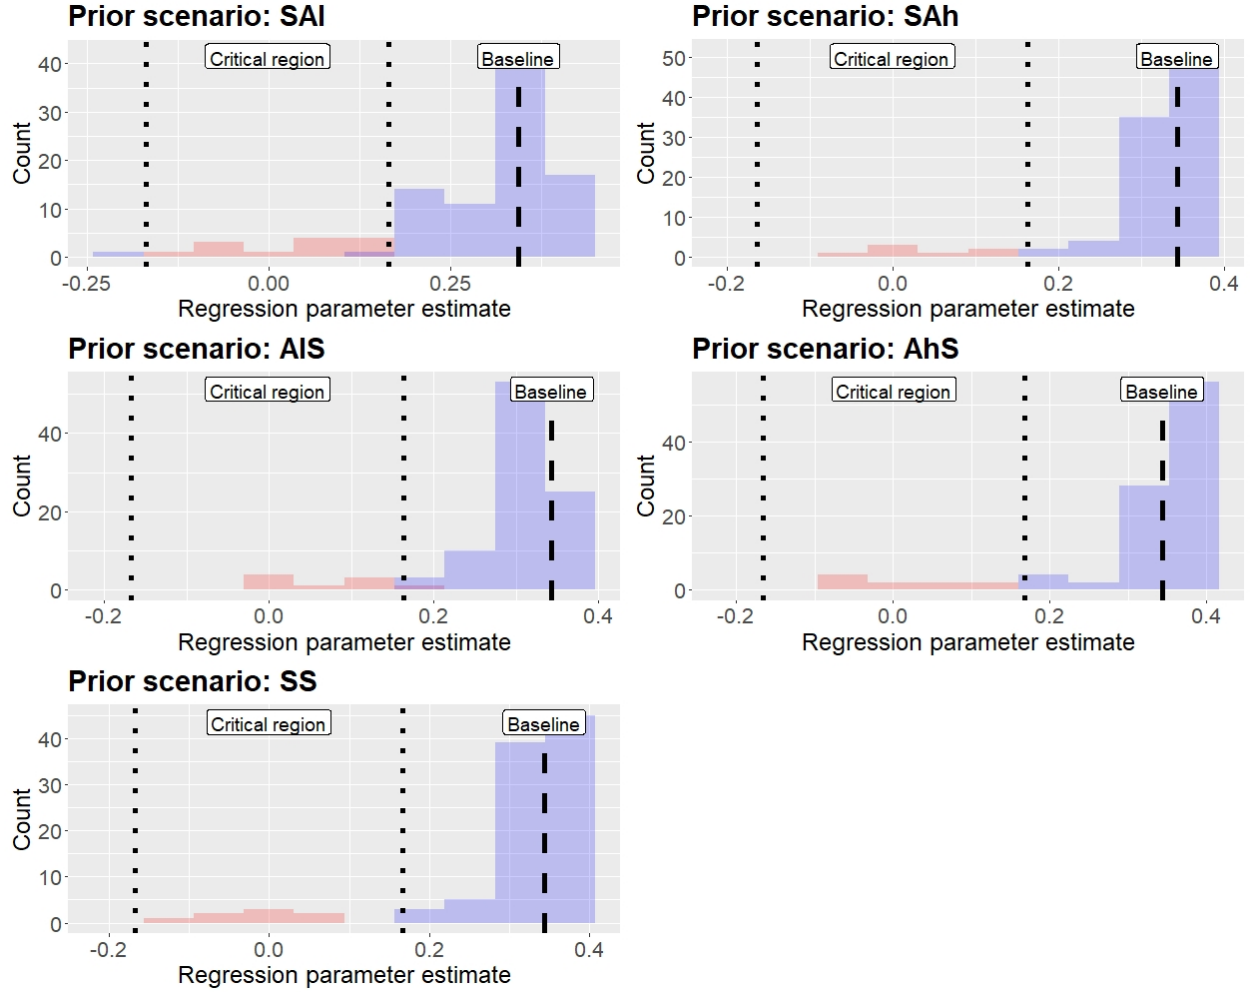 Prior scenario: SAl
Critical region
Baseline
40
30
20
10
0
Count
-0.25
0.00
0.25
Regression parameter estimate
Prior scenario: SAh
Critical region
Baseline
50
40
30
20
10
0
Count
-0.2
0.0
0.2
0.4
Regression parameter estimate
Prior scenario: AlS
Critical region
Baseline
40
20
0
Count
-0.2
0.0
0.2
0.4
Regression parameter estimate
Prior scenario: AhS
Critical region
Baseline
40
20
0
Count
-0.2
0.0
0.2
0.4
Regression parameter estimate
Prior scenario: SS
Critical region
Baseline
40
30
20
10
0
Count
-0.2
0.0
0.2
0.4
Regression parameter estimate